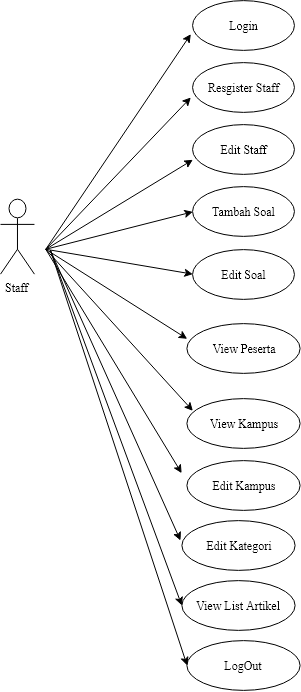 Login
Resgister Staff
Edit Staff
Tambah Soal
Edit Soal
Staff
View Peserta
View Kampus
Edit Kampus
Edit Kategori
View List Artikel
LogOut